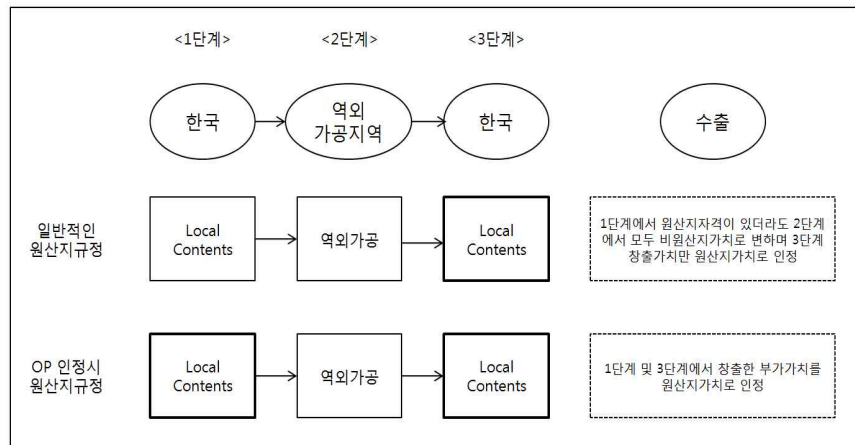 <1단계>
<2단계>
<3단계>
한국
역외
가공지역
한국
수출
일반적인
원산지규정
Local
Contents
역외가공
Local
Contents
1단계에서 원산지자격이 있더라도 2단계
에서 모두 비원산지가치로 변하며 3단계
창출가치만 원산지가치로 인정
OP 인정시
원산지규정
Local
Contents
역외가공
Local
Contents
1단계 및 3단계에서 창출한 부가가치를
원산지가치로 인정